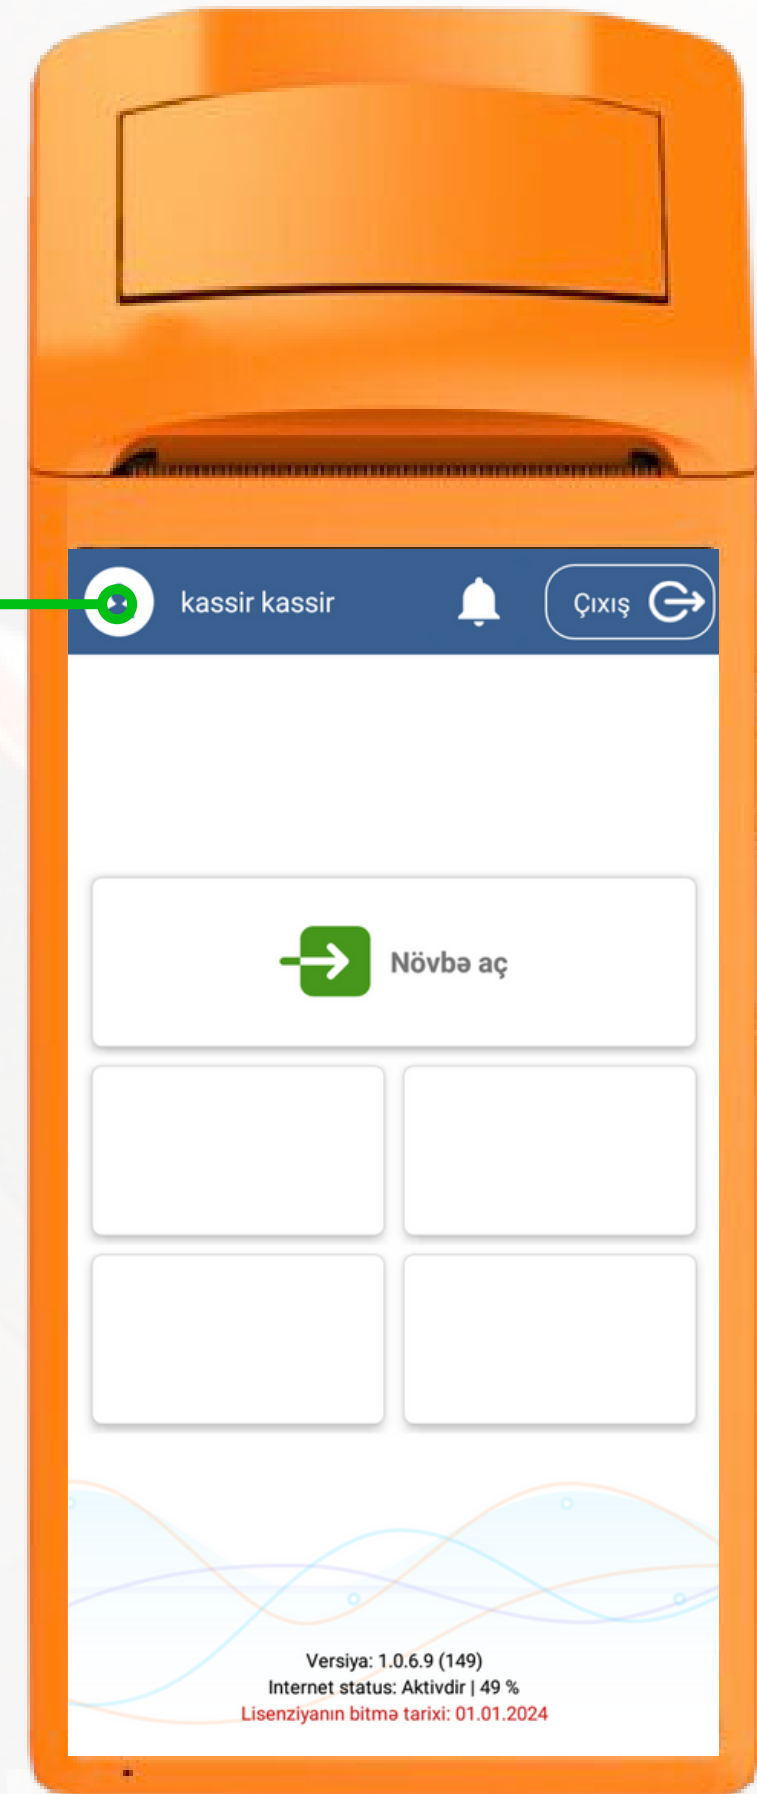 kassir kassir
Çıxış
Növbə aç
Versiya: 1.0.6.9 (149)
Internet status: Aktivdir | 49 %
Lisenziyanın bitmə tarixi: 01.01.2024